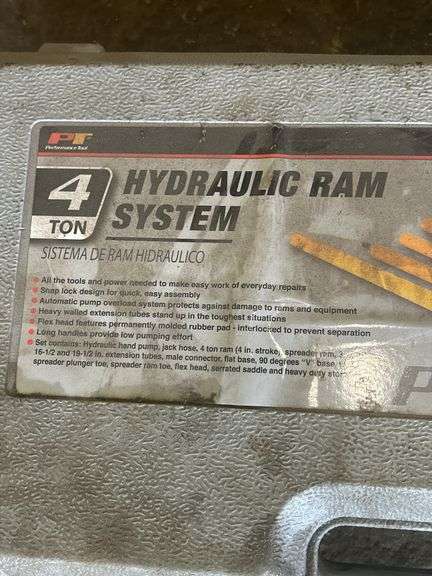 PT
Performance Tool
4
TON
HYDRAULIC RAM
SYSTEM
SISTEMA DE RAM HIDRAULICO
• All the tools and power needed to make easy work of everyday repairs
• Snap lock design for quick, easy assembly
• Automatic pump overload system protects against damage to rams and equipment
• Heavy walled extension tubes stand up in the toughest situations
• Flex head features permanently molded rubber pad - interlocked to prevent separation
• Long handles provide low pumping effort
• Set contains: Hydraulic hand pump, jack hose, 4 ton ram (4 in. stroke), spreader ram,
16-1/2 and 19-1/2 in. extension tubes, male connector, flat base, 90 degrees "V" base
spreader plunger toe, spreader ram toe, flex head, serrated saddle and heavy duty